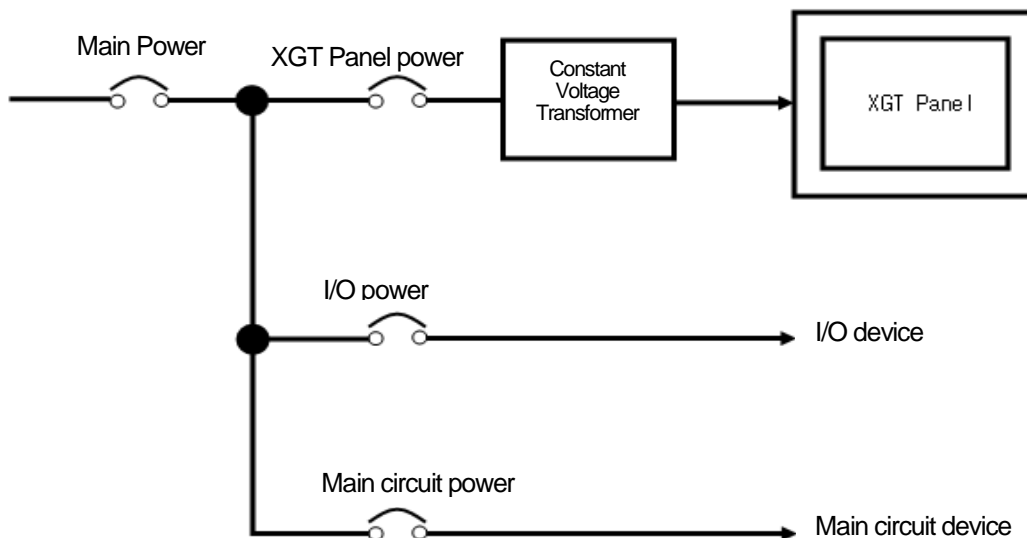 Main Power
XGT Panel power
Constant
Voltage
Transformer
XGT Panel
I/O power
I/O device
Main circuit power
Main circuit device